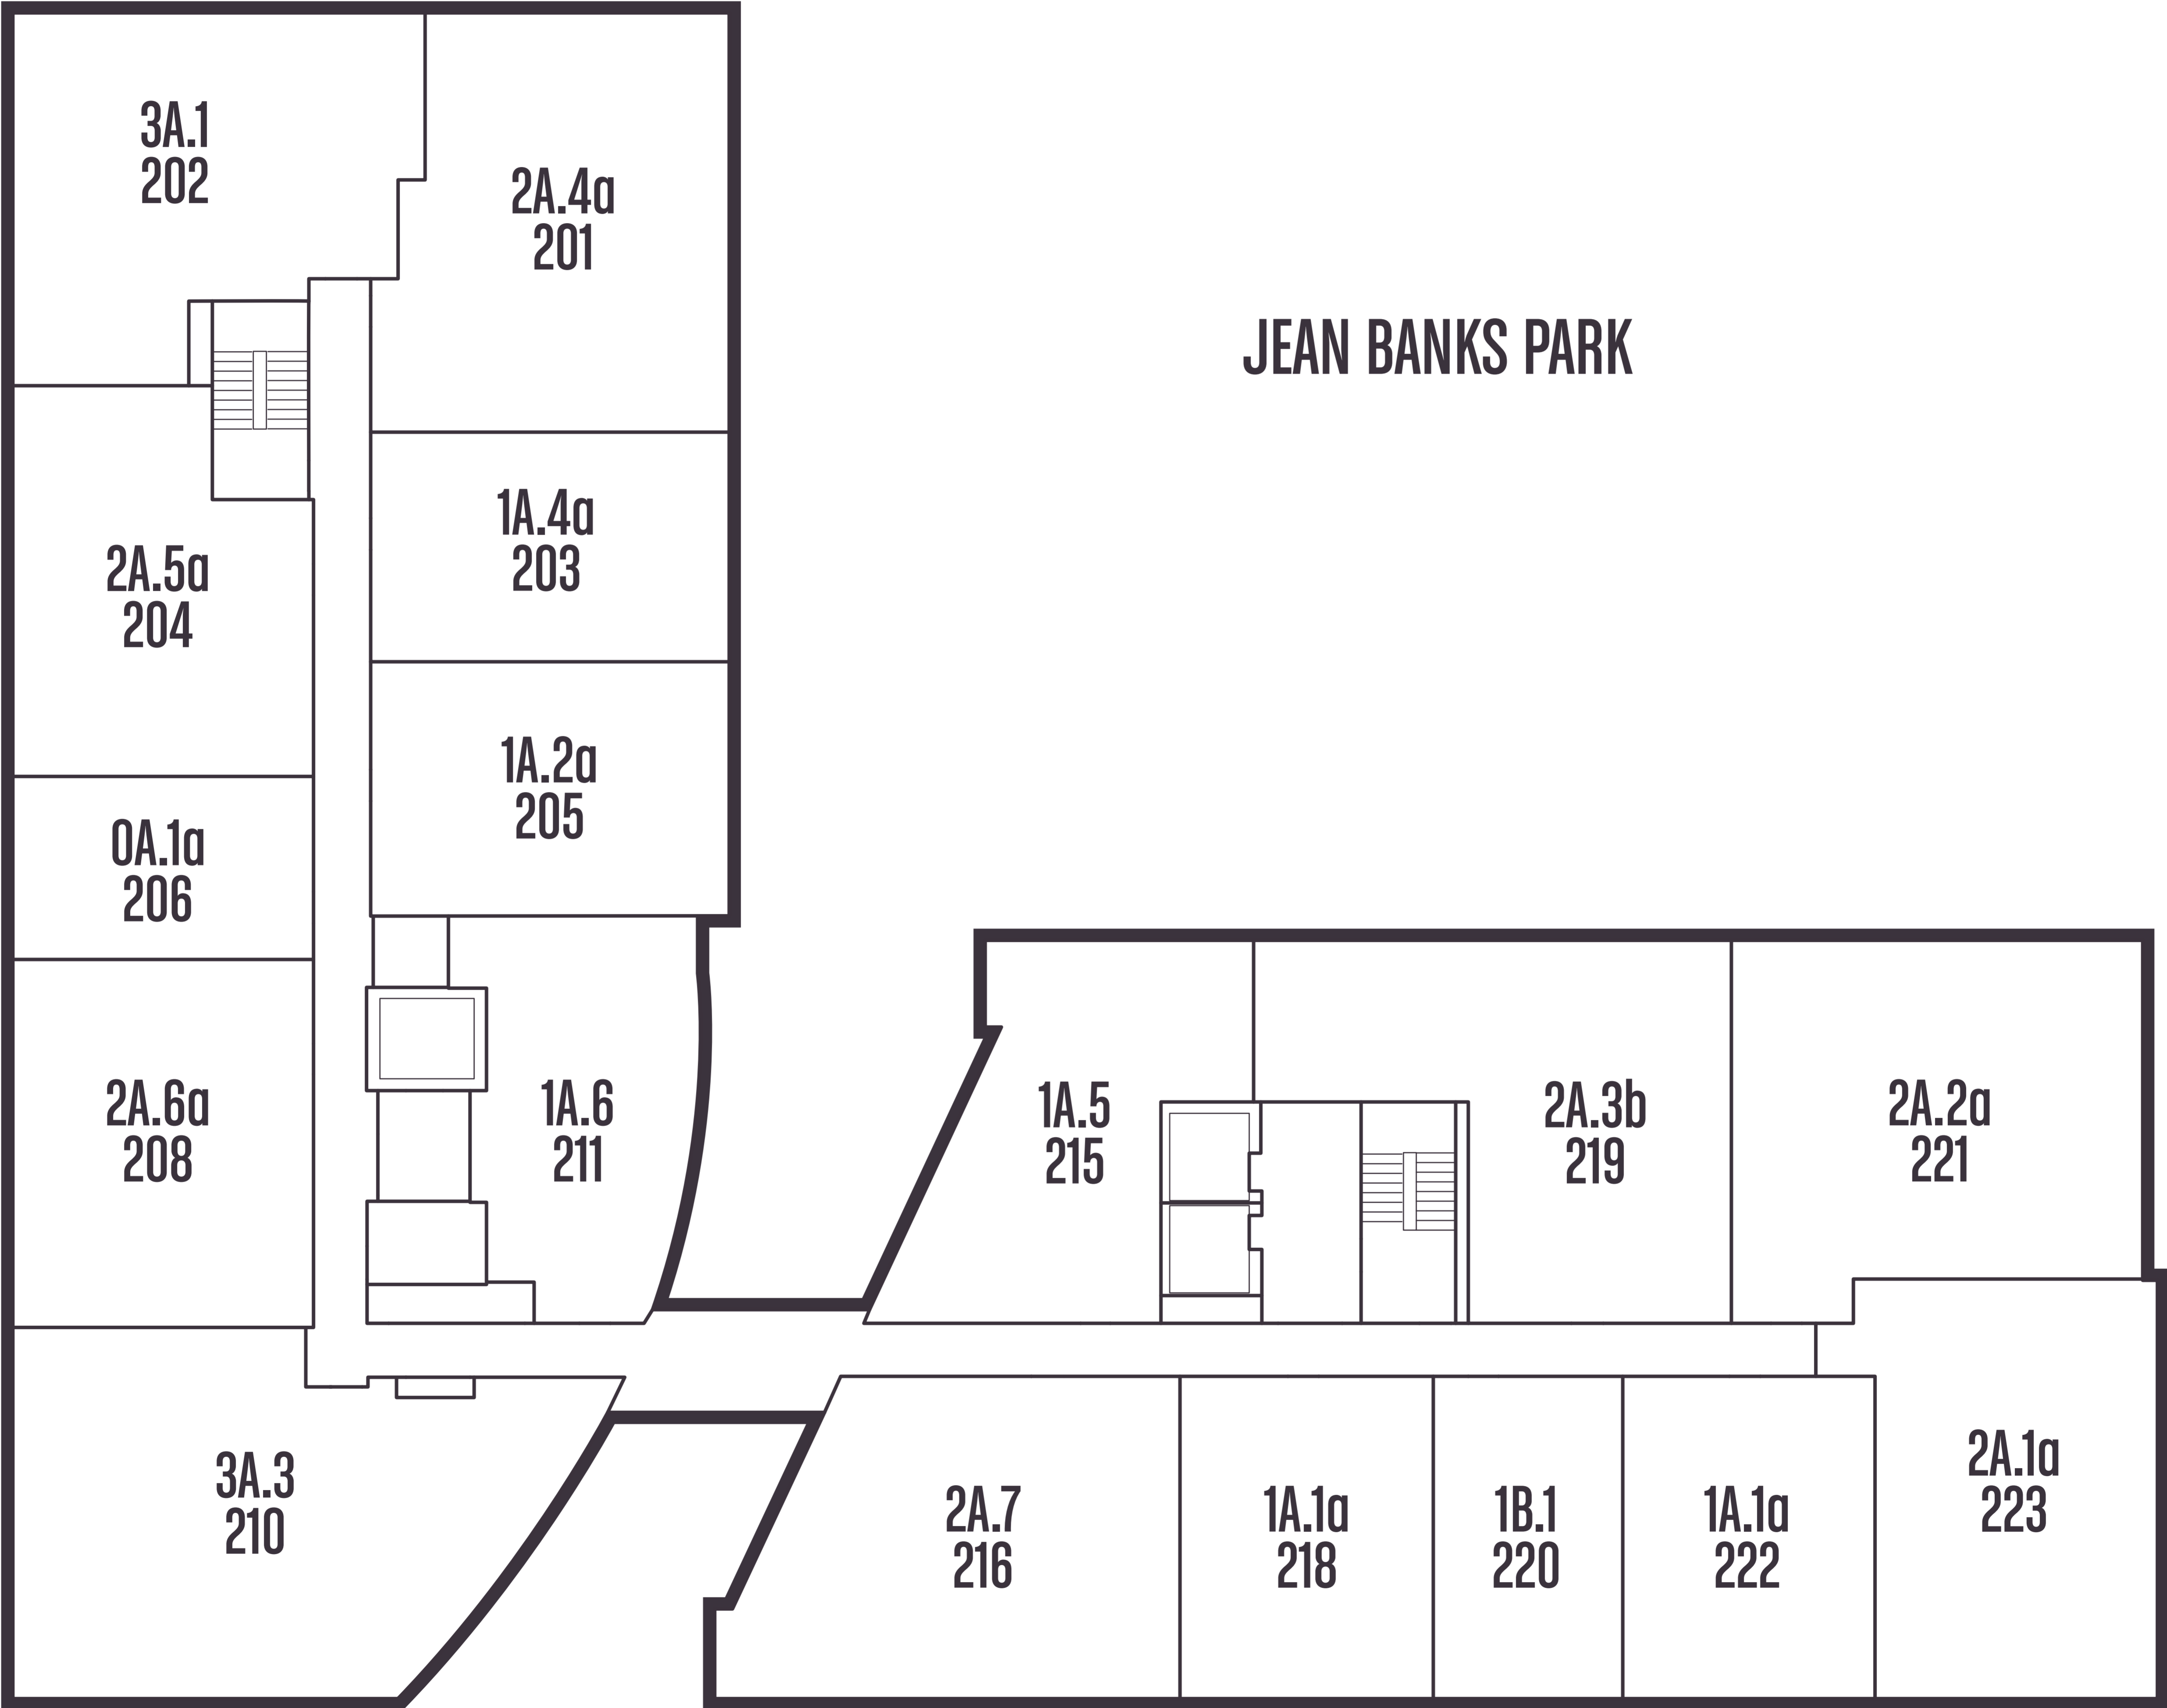 3A.1
202
2A.4a
201
JEAN BANKS PARK
1A.4a
203
2A.5a
204
1A.2a
205
0A.1a
206
2A.6a
208
1A.6
211
1A.5
215
2A.3b
219
2A.2a
221
3A.3
210
2A.7
216
1A.1a
218
1B.1
220
1A.1a
222
2A.1a
223